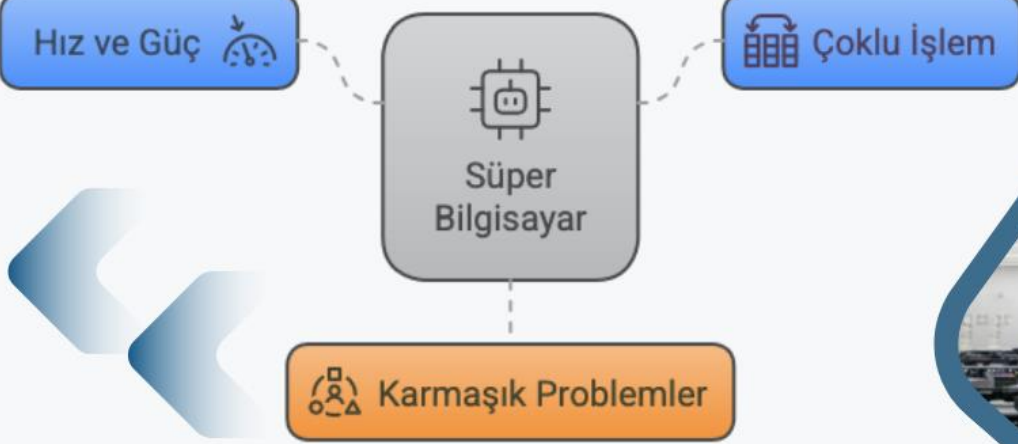 Hız ve Güç
Çoklu İşlem
Süper
Bilgisayar
Karmaşık Problemler